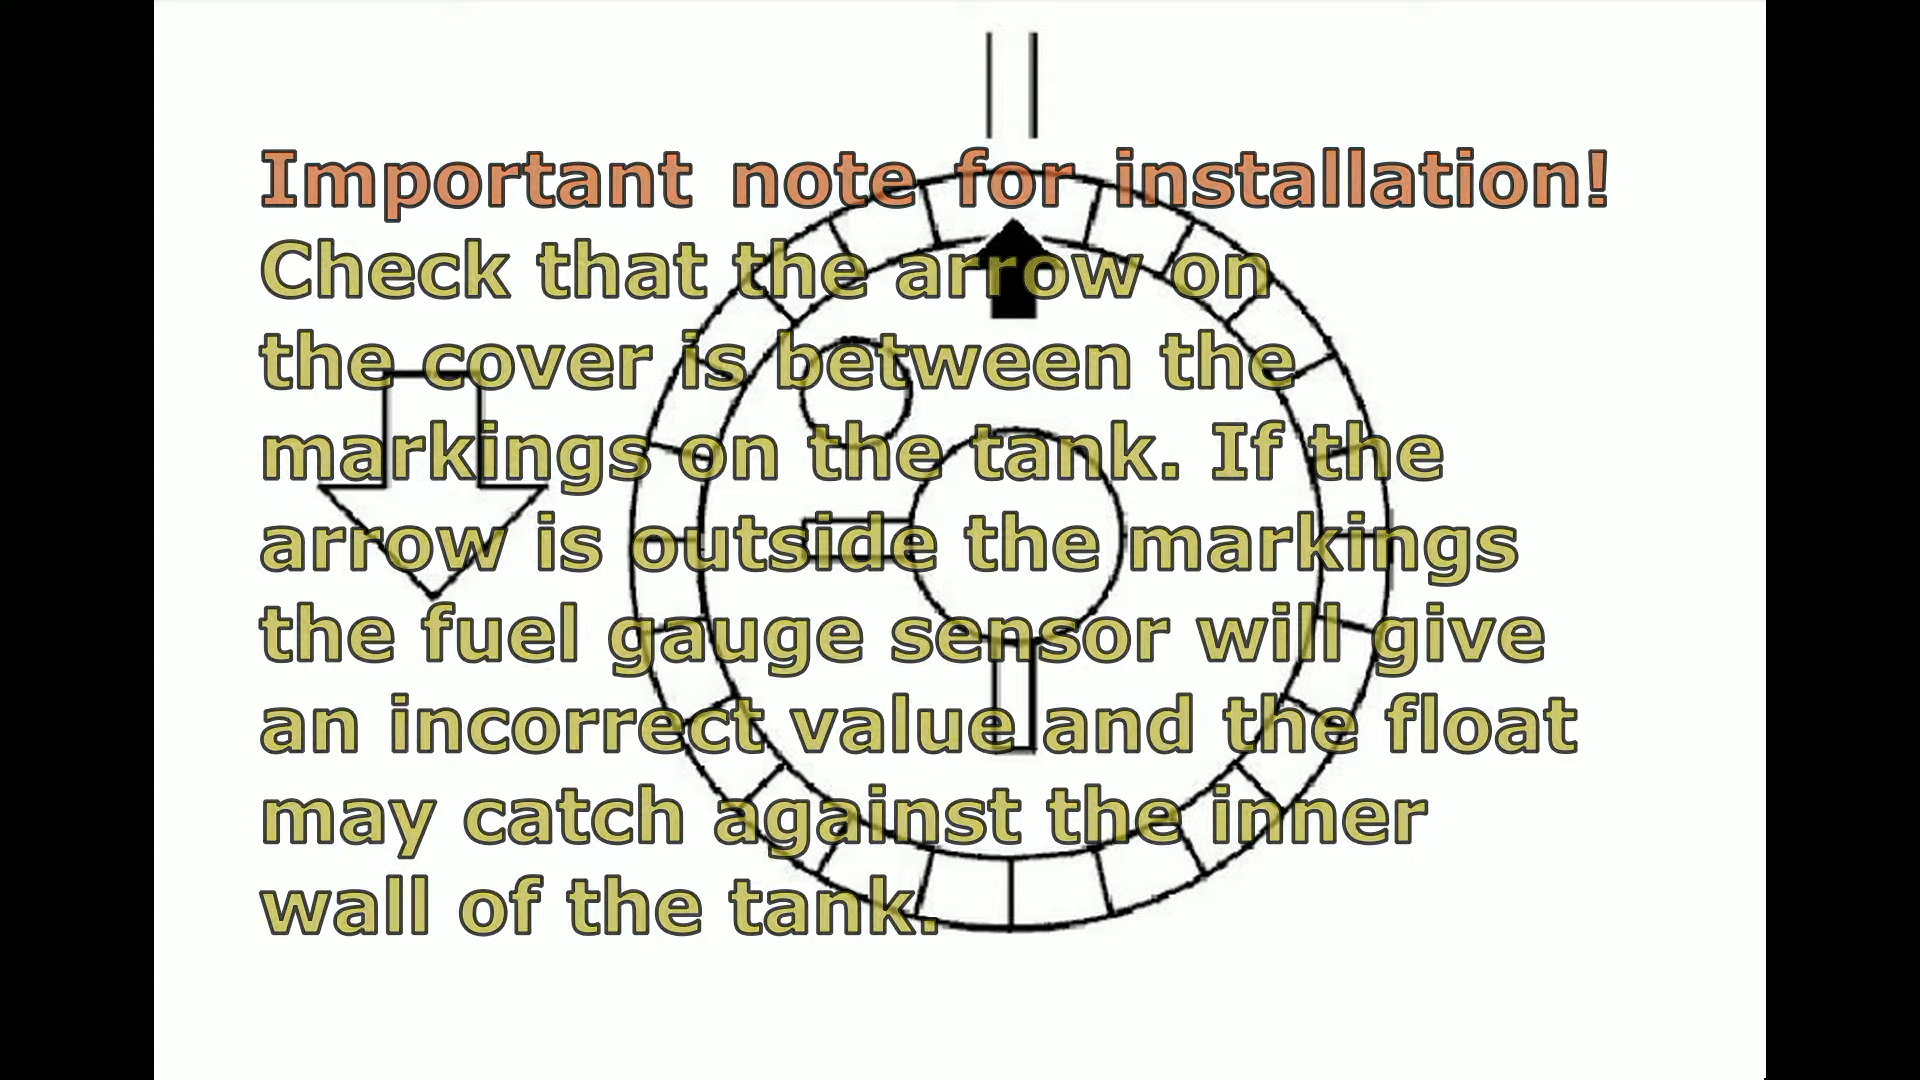 Important note for installation!
Check that the arrow on
the cover is between the
markings on the tank. If the
arrow is outside the markings
the fuel gauge sensor will give
an incorrect value and the float
may catch against the inner
wall of the tank.